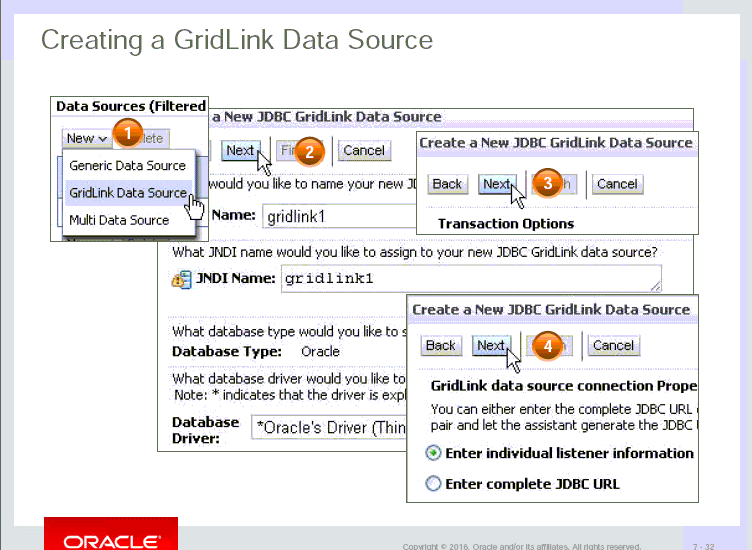 Creating a GridLink Data Source
Data Sources (Filtered
New
1
lete
Generic Data Source
GridLink Data Source
Multi Data Source
a New JDBC GridLink Data Source
Next
Fi
2
Cancel
would you like to name your new JD
Name: gridlink1
What JNDI name would you like to assign to your new JDBC GridLink data source?
JNDI Name: gridlink1
What database type would you like to s
Database Type: Oracle
What database driver would you like to
Note: * indicates that the driver is expl
Database
Driver:
*Oracle's Driver (Thin
Create a New JDBC GridLink Data Source
Back
Next
3
h
Cancel
Transaction Options
Create a New JDBC GridLink Data Source
Back
Next
4
h
Cancel
GridLink data source connection Prope
You can either enter the complete JDBC URL
pair and let the assistant generate the JDBC
Enter individual listener information
Enter complete JDBC URL
ORACLE
Copyright © 2016, Oracle and/or its affiliates. All rights reserved.
7 - 32